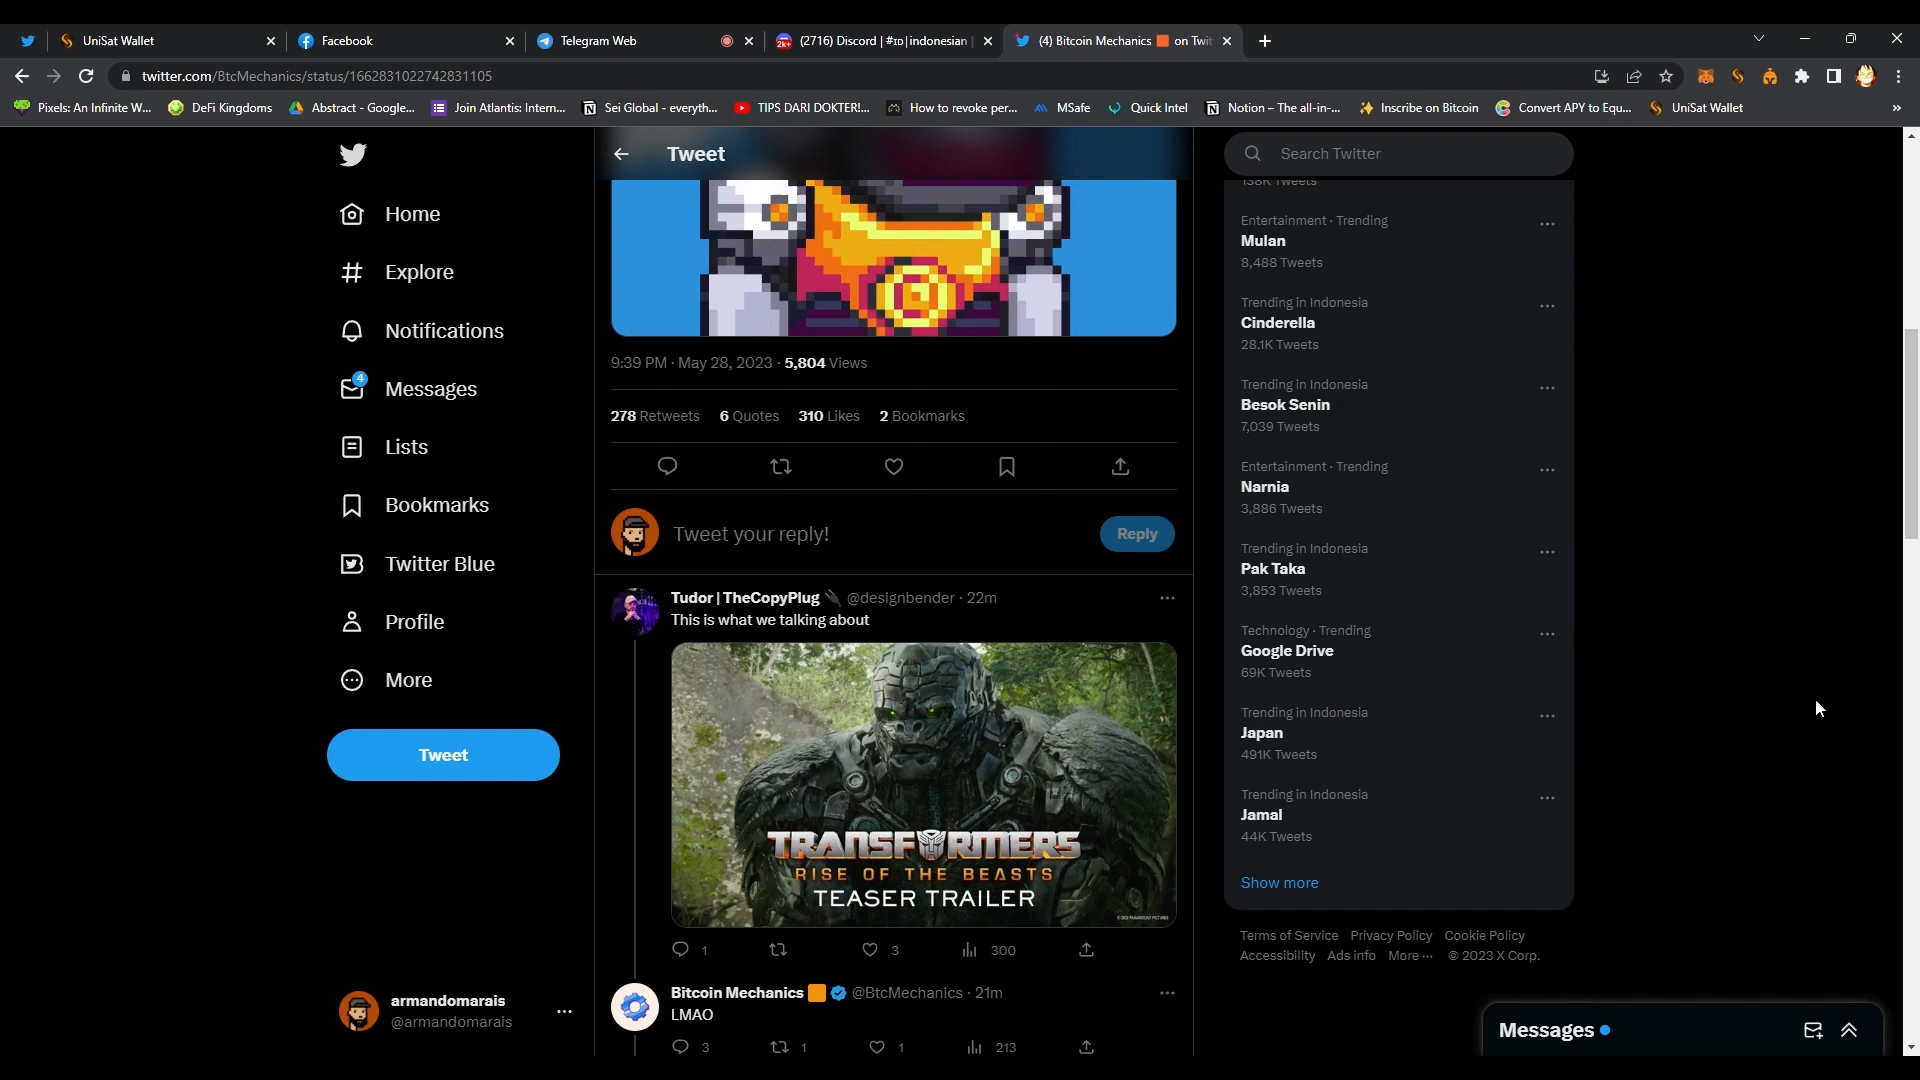 UniSat Wallet
Facebook
Telegram Web
(2716) Discord | #ɪᴅ|indonesian |
(4) Bitcoin Mechanics 🟧 on Twit
twitter.com/BtcMechanics/status/1662831022742831105
Pixels: An Infinite W...
DeFi Kingdoms
Abstract - Google...
Join Atlantis: Intern...
Sei Global - everyth...
TIPS DARI DOKTER!...
How to revoke per...
MSafe
Quick Intel
Notion – The all-in-...
Inscribe on Bitcoin
Convert APY to Equ...
UniSat Wallet
»
Home
Explore
Notifications
4
Messages
Lists
Bookmarks
Twitter Blue
Profile
More
Tweet
armandomarais
@armandomarais
Tweet
9:39 PM · May 28, 2023 · 5,804 Views
278 Retweets 6 Quotes 310 Likes 2 Bookmarks
Tweet your reply!
Reply
Tudor | TheCopyPlug 🔌 @designbender · 22m
This is what we talking about
TRANSFORMERS
RISE OF THE BEASTS
TEASER TRAILER
1 3 300
Bitcoin Mechanics 🟧 @BtcMechanics · 21m
LMAO
3 1 1 213
Search Twitter
138K Tweets
Entertainment · Trending
Mulan
8,488 Tweets
Trending in Indonesia
Cinderella
28.1K Tweets
Trending in Indonesia
Besok Senin
7,039 Tweets
Entertainment · Trending
Narnia
3,886 Tweets
Trending in Indonesia
Pak Taka
3,853 Tweets
Technology · Trending
Google Drive
69K Tweets
Trending in Indonesia
Japan
491K Tweets
Trending in Indonesia
Jamal
44K Tweets
Show more
Terms of Service Privacy Policy Cookie Policy
Accessibility Ads info More ··· © 2023 X Corp.
Messages